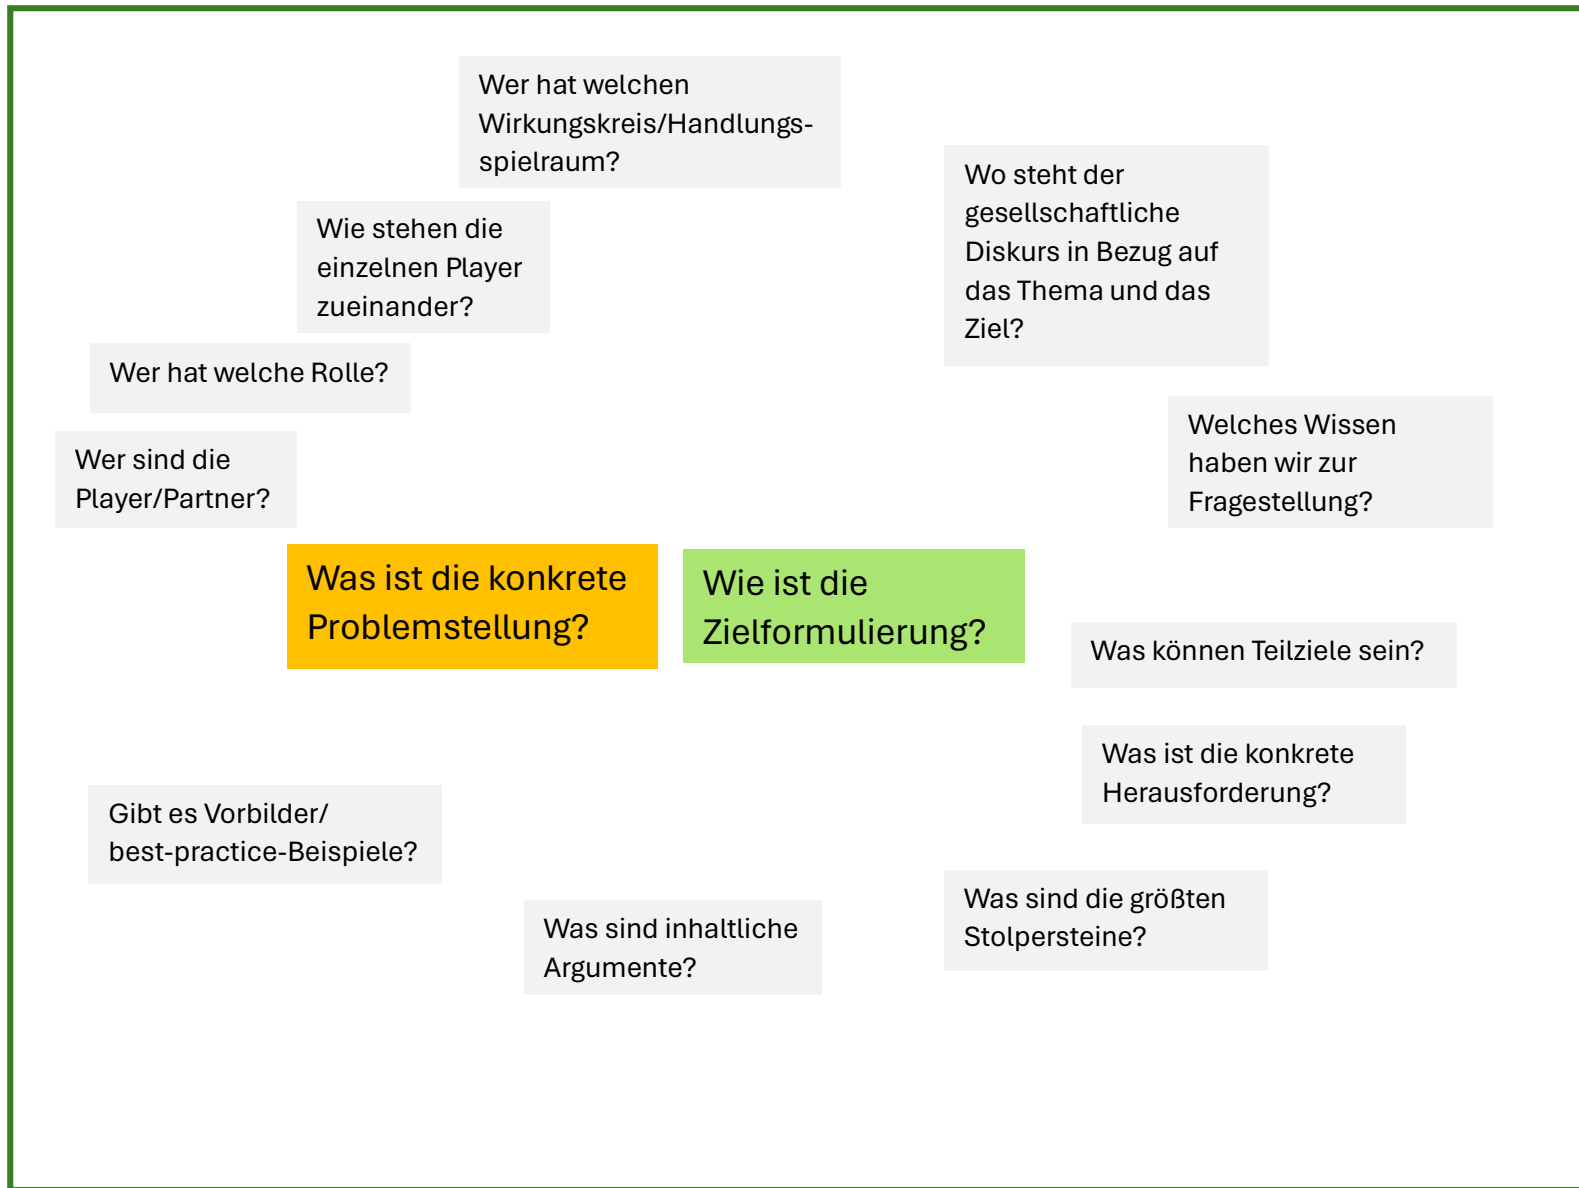 Wer hat welchen
Wirkungskreis/Handlungs-
spielraum?
Wo steht der
gesellschaftliche
Diskurs in Bezug auf
das Thema und das
Ziel?
Wie stehen die
einzelnen Player
zueinander?
Wer hat welche Rolle?
Welches Wissen
haben wir zur
Fragestellung?
Wer sind die
Player/Partner?
Was ist die konkrete
Problemstellung?
Wie ist die
Zielformulierung?
Was können Teilziele sein?
Was ist die konkrete
Herausforderung?
Gibt es Vorbilder/
best-practice-Beispiele?
Was sind die größten
Stolpersteine?
Was sind inhaltliche
Argumente?